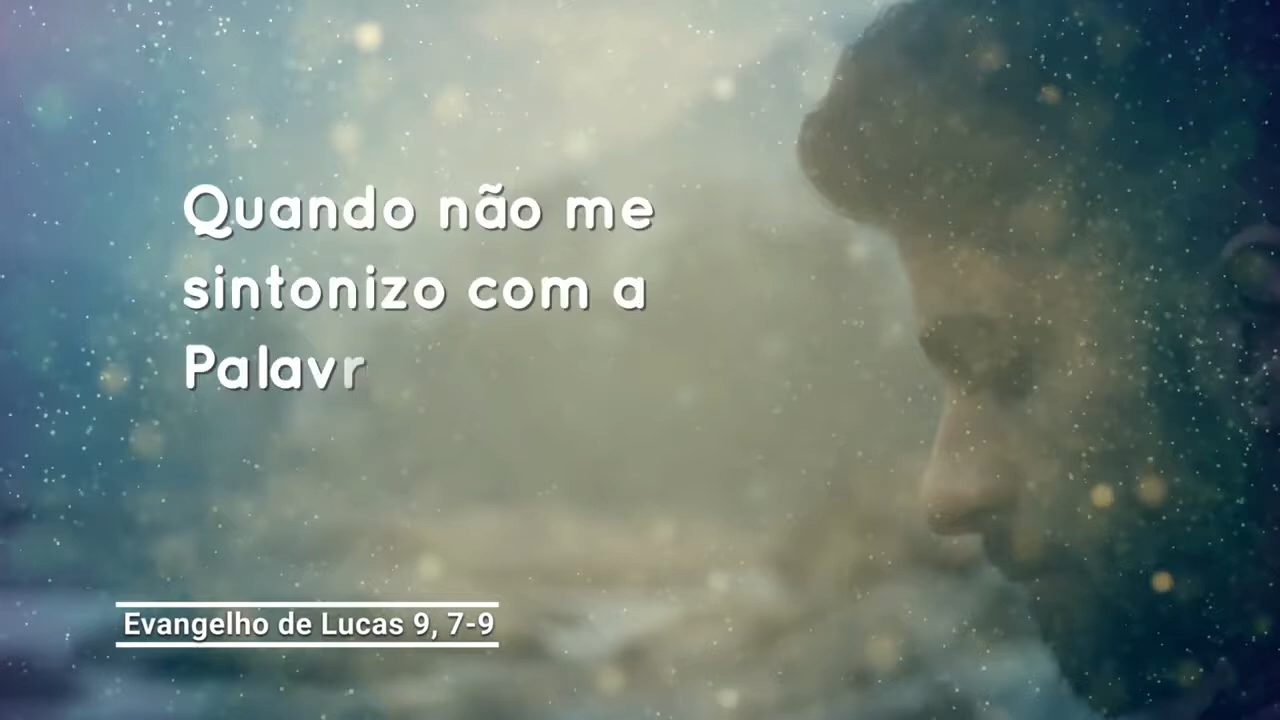 Quando não me
sintonizo com a
Palavr
Evangelho de Lucas 9, 7-9